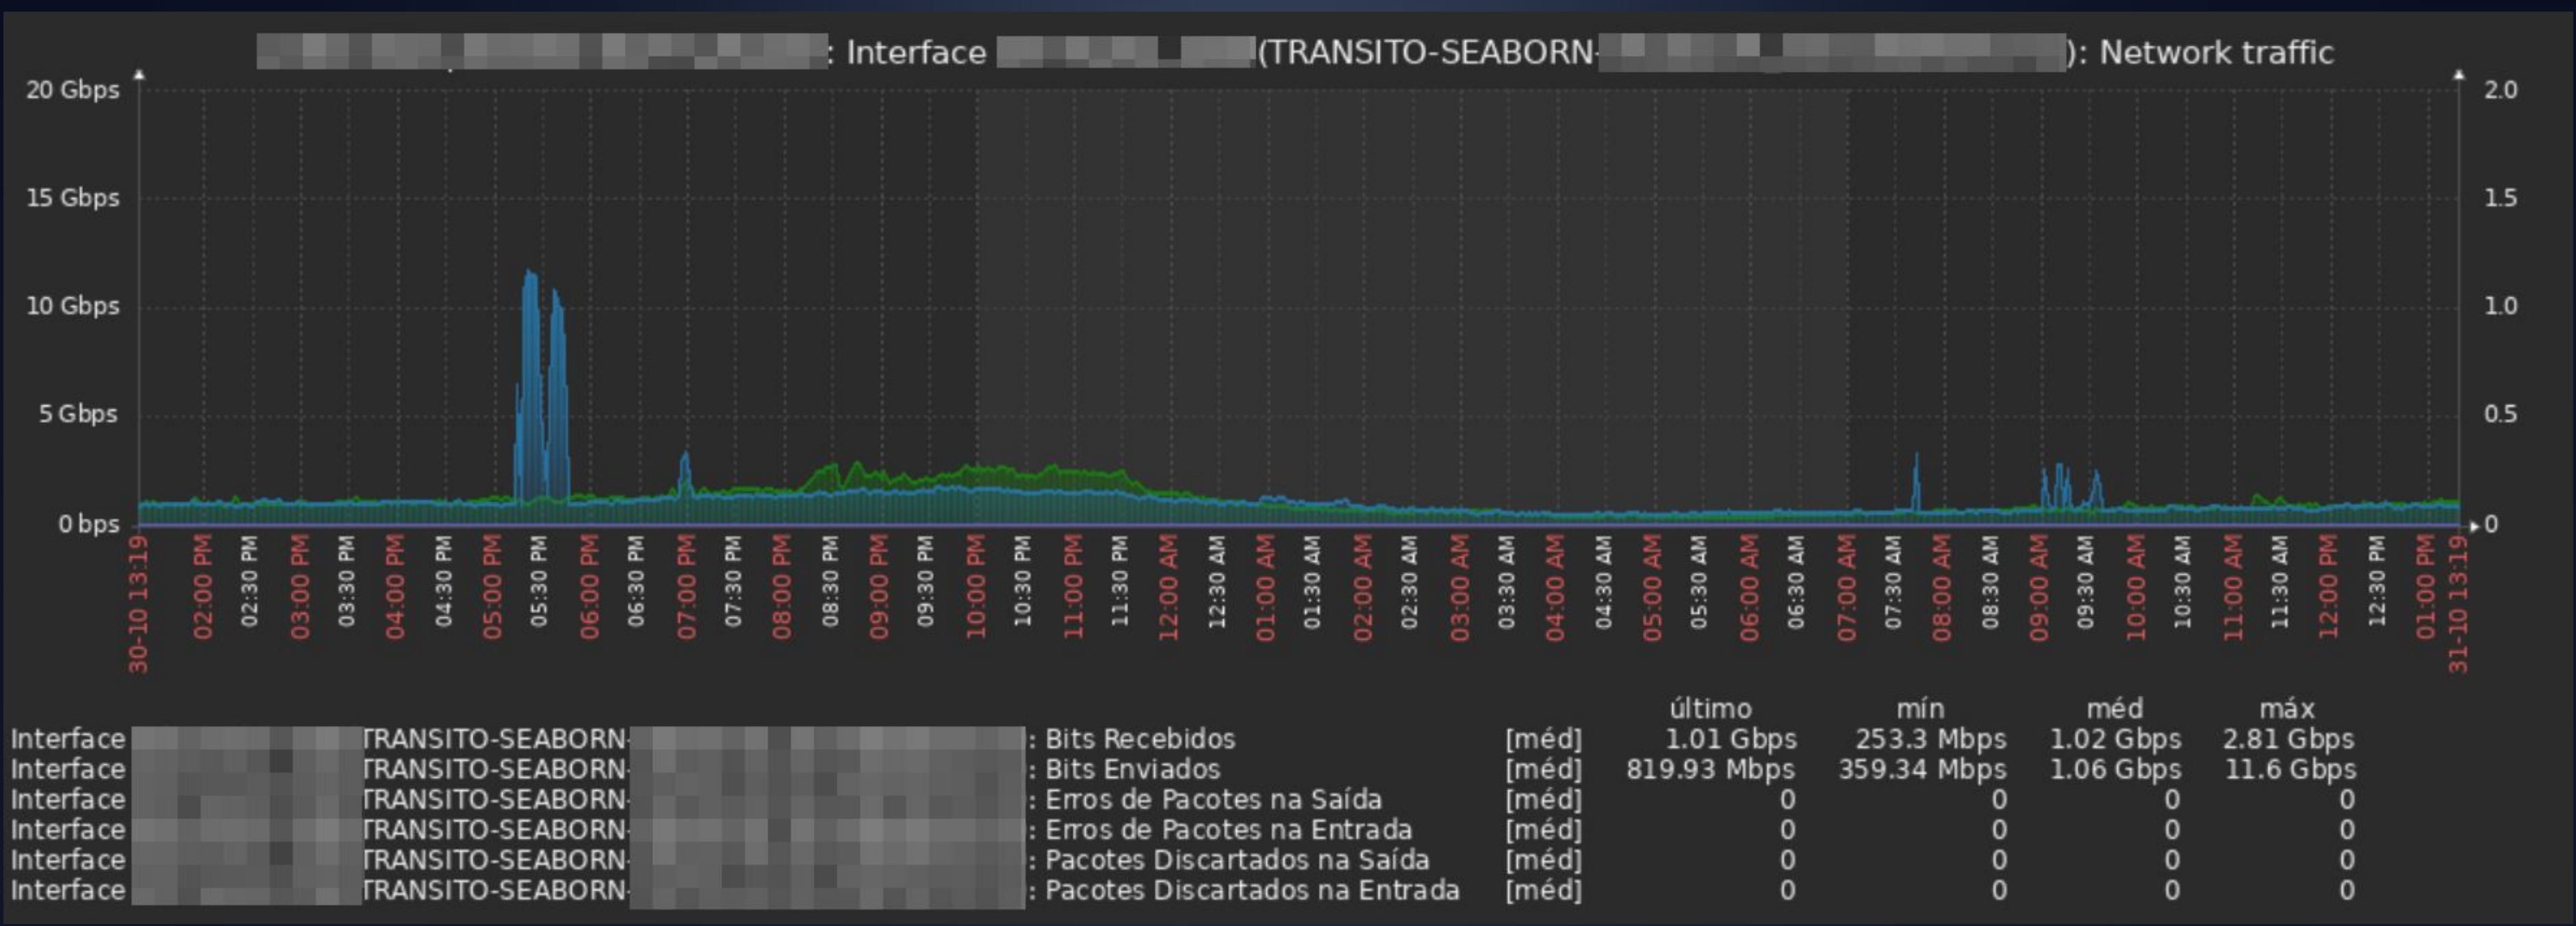 : Interface (TRANSITO-SEABORN- ): Network traffic
20 Gbps 2.0
15 Gbps 1.5
10 Gbps 1.0
5 Gbps 0.5
0 bps 0
30-10 13:19 02:00 PM 02:30 PM 03:00 PM 03:30 PM 04:00 PM 04:30 PM 05:00 PM 05:30 PM 06:00 PM 06:30 PM 07:00 PM 07:30 PM 08:00 PM 08:30 PM 09:00 PM 09:30 PM 10:00 PM 10:30 PM 11:00 PM 11:30 PM 12:00 AM 12:30 AM 01:00 AM 01:30 AM 02:00 AM 02:30 AM 03:00 AM 03:30 AM 04:00 AM 04:30 AM 05:00 AM 05:30 AM 06:00 AM 06:30 AM 07:00 AM 07:30 AM 08:00 AM 08:30 AM 09:00 AM 09:30 AM 10:00 AM 10:30 AM 11:00 AM 11:30 AM 12:00 PM 12:30 PM 01:00 PM 31-10 13:19
último mín méd máx
Interface TRANSITO-SEABORN- : Bits Recebidos [méd] 1.01 Gbps 253.3 Mbps 1.02 Gbps 2.81 Gbps
Interface TRANSITO-SEABORN- : Bits Enviados [méd] 819.93 Mbps 359.34 Mbps 1.06 Gbps 11.6 Gbps
Interface TRANSITO-SEABORN- : Erros de Pacotes na Saída [méd] 0 0 0 0
Interface TRANSITO-SEABORN- : Erros de Pacotes na Entrada [méd] 0 0 0 0
Interface TRANSITO-SEABORN- : Pacotes Discartados na Saída [méd] 0 0 0 0
Interface TRANSITO-SEABORN- : Pacotes Discartados na Entrada [méd] 0 0 0 0